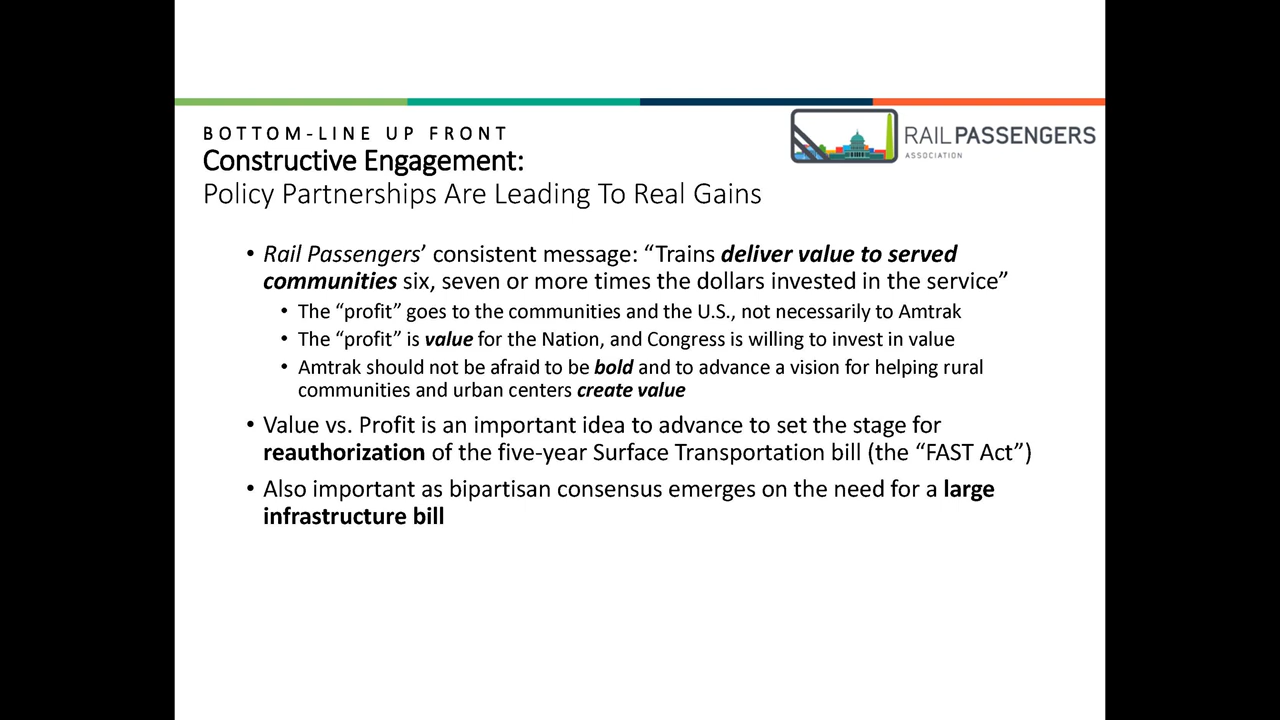 BOTTOM-LINE UP FRONT
Constructive Engagement:
Policy Partnerships Are Leading To Real Gains
RAILPASSENGERS
ASSOCIATION
• Rail Passengers’ consistent message: “Trains deliver value to served
communities six, seven or more times the dollars invested in the service”
• The “profit” goes to the communities and the U.S., not necessarily to Amtrak
• The “profit” is value for the Nation, and Congress is willing to invest in value
• Amtrak should not be afraid to be bold and to advance a vision for helping rural
communities and urban centers create value
• Value vs. Profit is an important idea to advance to set the stage for
reauthorization of the five-year Surface Transportation bill (the “FAST Act”)
• Also important as bipartisan consensus emerges on the need for a large
infrastructure bill